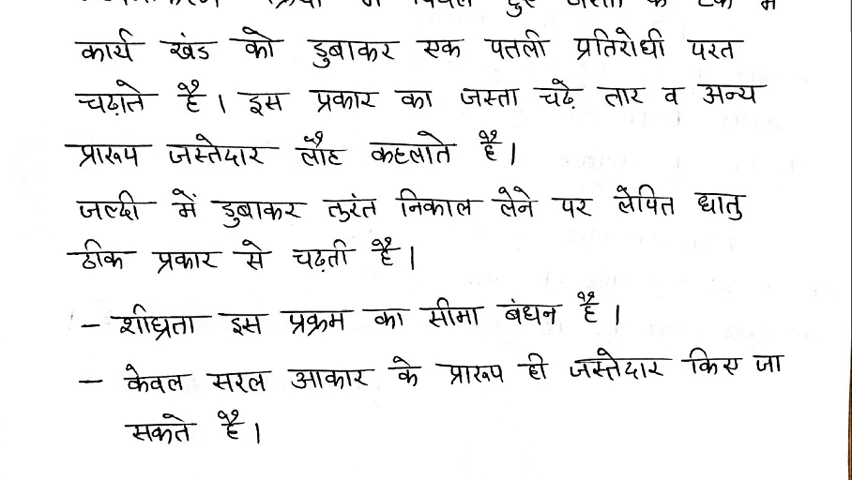 कार्य खंड को डुबाकर एक पतली प्रतिरोधी परत
चढ़ाते है। इस प्रकार का जस्ता चढ़े तार व अन्य
प्रारूप जस्तेदार लौह कहलाते है।
जल्दी में डुबाकर तुरंत निकाल लेने पर लेपित धातु
ठीक प्रकार से चढ़ती है।
- शीघ्रता इस प्रक्रम का सीमा बंधन है।
- केवल सरल आकार के प्रारूप ही जस्तेदार किए जा
सकते है।